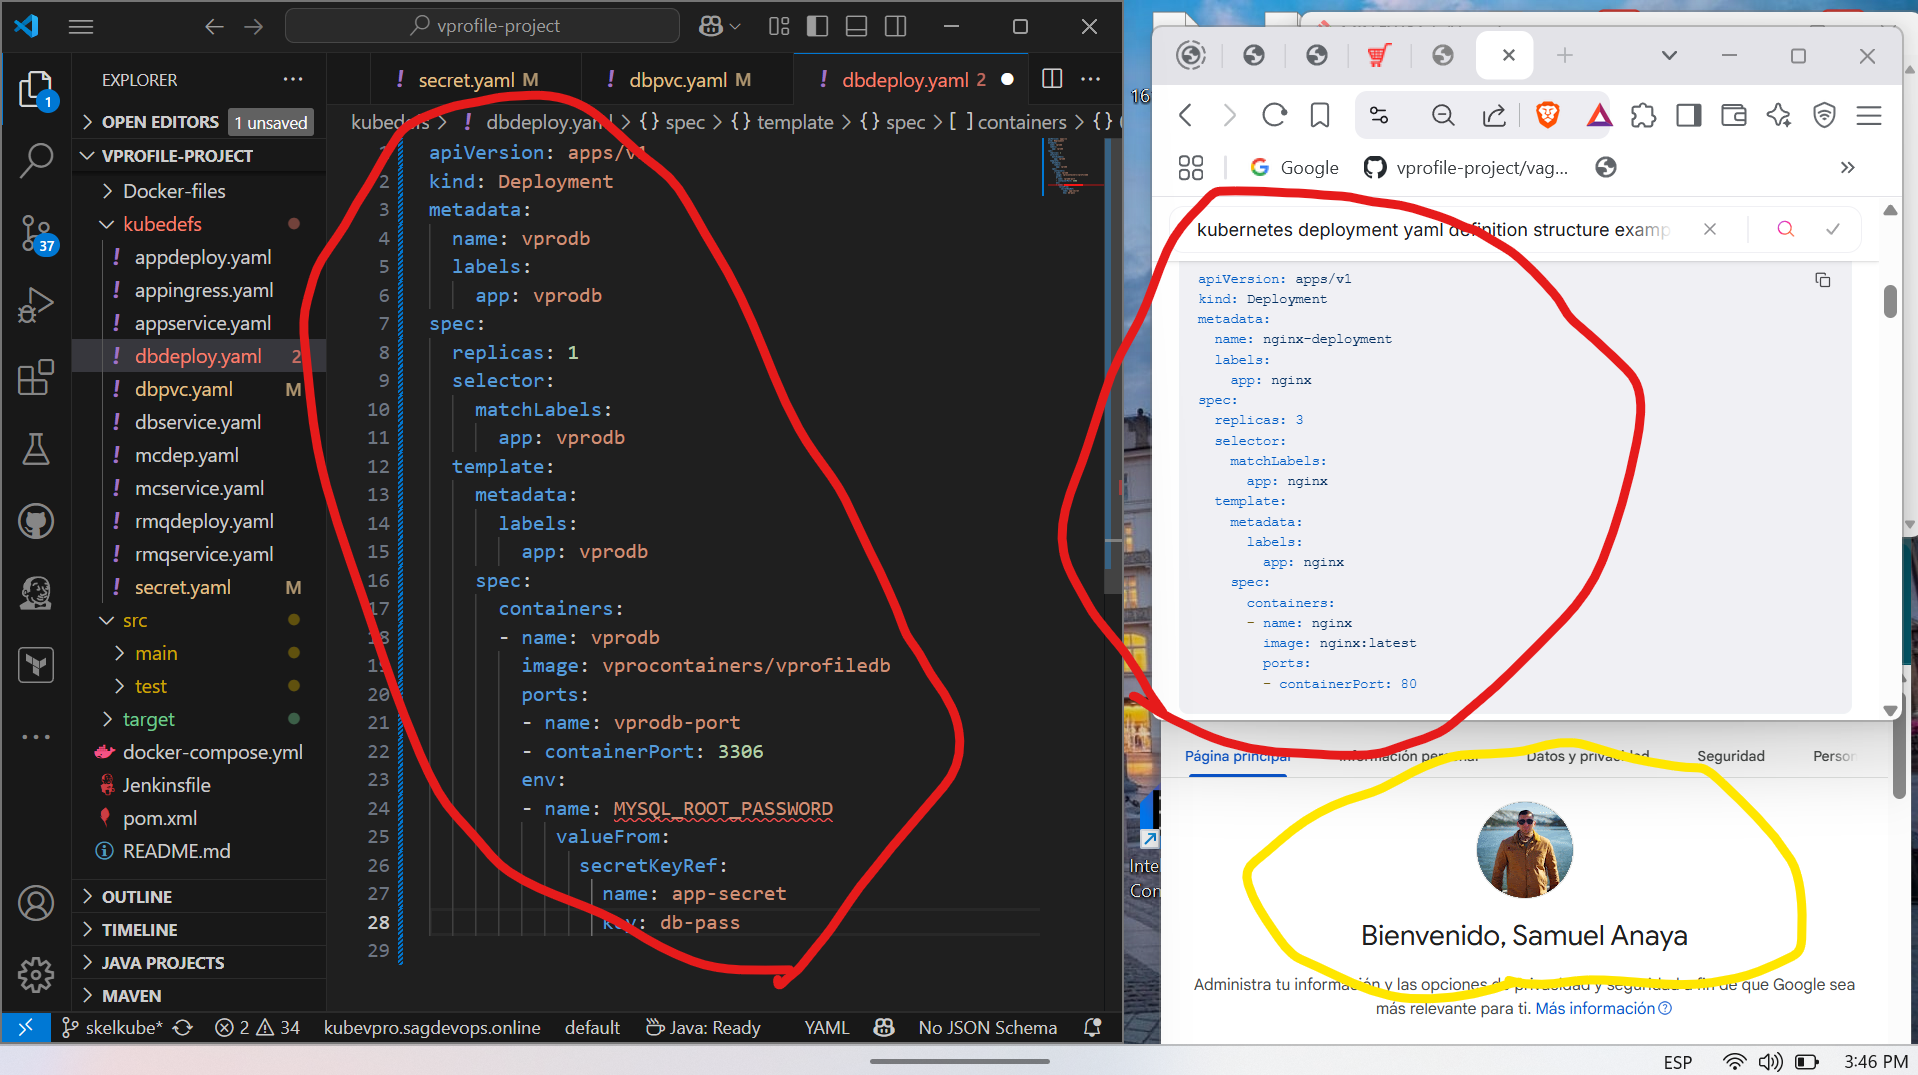 vprofile-project
EXPLORER
OPEN EDITORS 1 unsaved
VPROFILE-PROJECT
Docker-files
kubedefs
appdeploy.yaml
appingress.yaml
appservice.yaml
dbdeploy.yaml 2
dbpvc.yaml M
dbservice.yaml
mcdep.yaml
mcservice.yaml
rmqdeploy.yaml
rmqservice.yaml
secret.yaml M
src
main
test
target
docker-compose.yml
Jenkinsfile
pom.xml
README.md
OUTLINE
TIMELINE
JAVA PROJECTS
MAVEN
1
37
secret.yaml M
dbpvc.yaml M
dbdeploy.yaml 2
kubedefs > ! dbdeploy.yaml > {} spec > {} template > {} spec > [ ] containers > {}
apiVersion: apps/v1
2 kind: Deployment
3 metadata:
4 name: vprodb
5 labels:
6 app: vprodb
7 spec:
8 replicas: 1
9 selector:
10 matchLabels:
11 app: vprodb
12 template:
13 metadata:
14 labels:
15 app: vprodb
16 spec:
17 containers:
18 - name: vprodb
19 image: vprocontainers/vprofiledb
20 ports:
21 - name: vprodb-port
22 - containerPort: 3306
23 env:
24 - name: MYSQL_ROOT_PASSWORD
25 valueFrom:
26 secretKeyRef:
27 name: app-secret
28 key: db-pass
29
skelkube* 2 34 kubevpro.sagdevops.online default Java: Ready YAML No JSON Schema
Google
vprofile-project/vag...
kubernetes deployment yaml definition structure examp
apiVersion: apps/v1
kind: Deployment
metadata:
name: nginx-deployment
labels:
app: nginx
spec:
replicas: 3
selector:
matchLabels:
app: nginx
template:
metadata:
labels:
app: nginx
spec:
containers:
- name: nginx
image: nginx:latest
ports:
- containerPort: 80
Página principal Información personal Datos y privacidad Seguridad
Bienvenido, Samuel Anaya
Administra tu información y las opciones de privacidad y seguridad a fin de que Google sea
más relevante para ti. Más información
ESP 3:46 PM